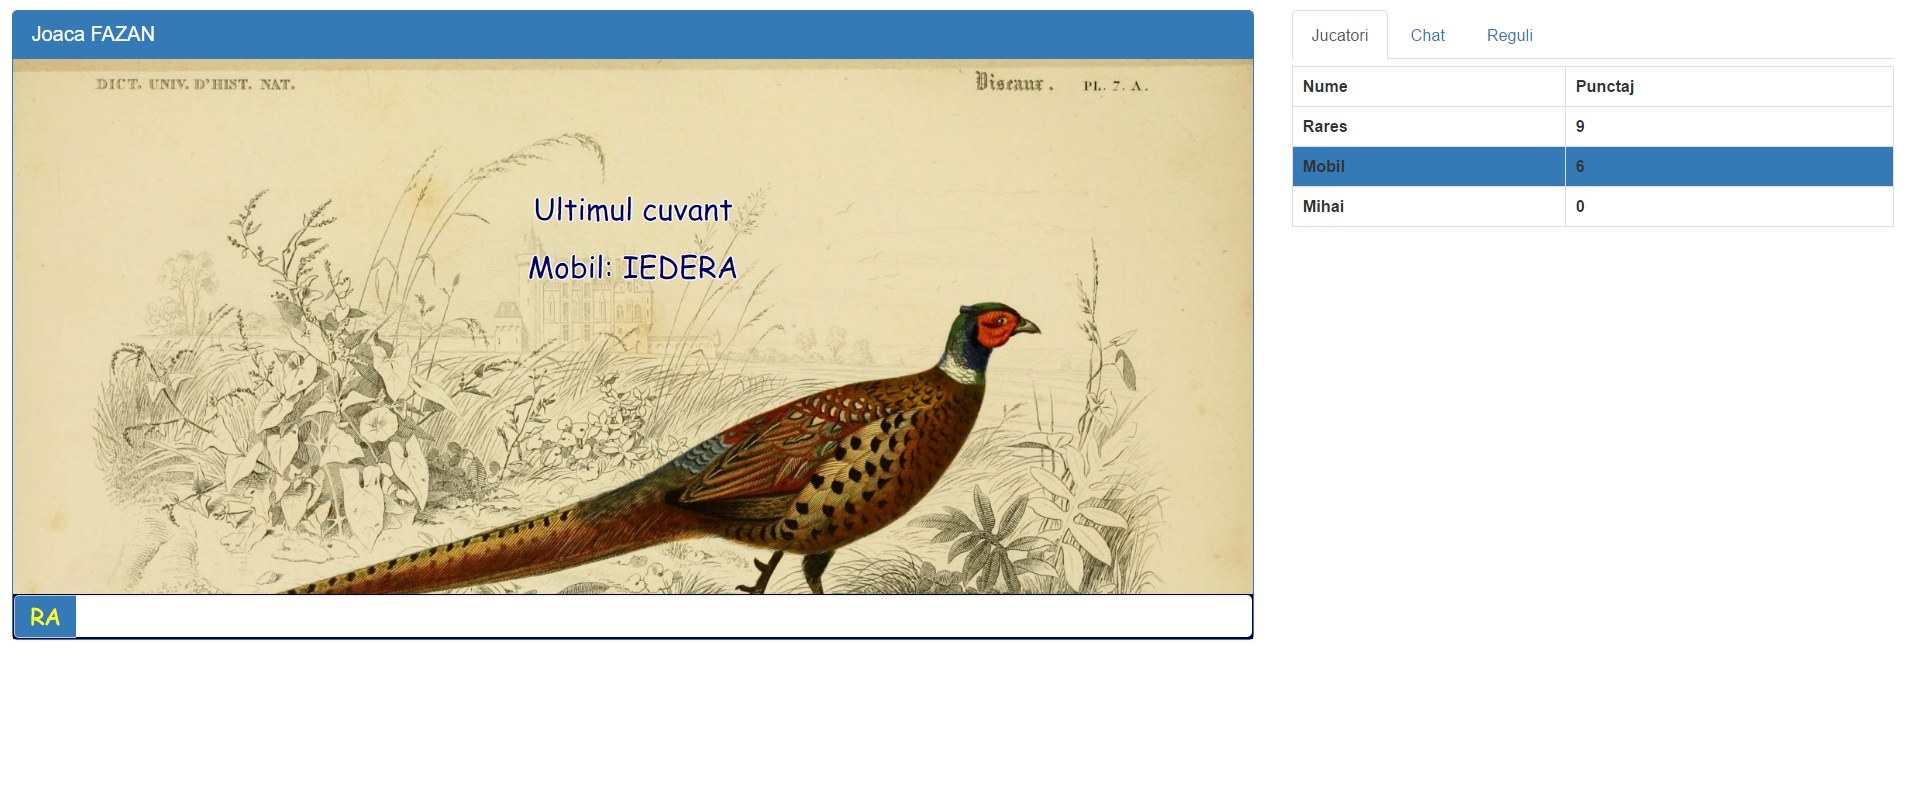 Joaca FAZAN
DICT. UNIV. D'HIST. NAT.
Oiseaux. PL. 7. A.
Ultimul cuvant
Mobil: IEDERA
RA
Jucatori Chat Reguli
Nume Punctaj
Rares 9
Mobil 6
Mihai 0